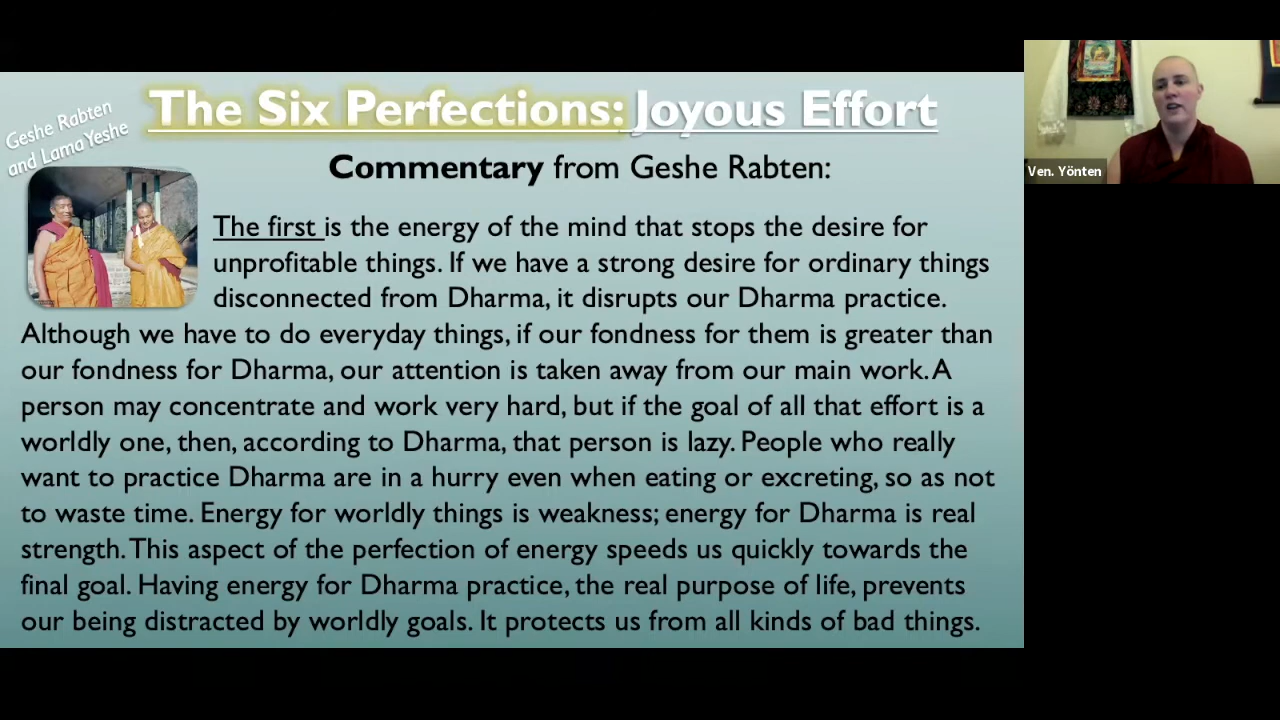 Geshe Rabten
and Lama Yeshe
The Six Perfections: Joyous Effort
Commentary from Geshe Rabten:
The first is the energy of the mind that stops the desire for
unprofitable things. If we have a strong desire for ordinary things
disconnected from Dharma, it disrupts our Dharma practice.
Although we have to do everyday things, if our fondness for them is greater than
our fondness for Dharma, our attention is taken away from our main work. A
person may concentrate and work very hard, but if the goal of all that effort is a
worldly one, then, according to Dharma, that person is lazy. People who really
want to practice Dharma are in a hurry even when eating or excreting, so as not
to waste time. Energy for worldly things is weakness; energy for Dharma is real
strength. This aspect of the perfection of energy speeds us quickly towards the
final goal. Having energy for Dharma practice, the real purpose of life, prevents
our being distracted by worldly goals. It protects us from all kinds of bad things.
Ven. Yönten